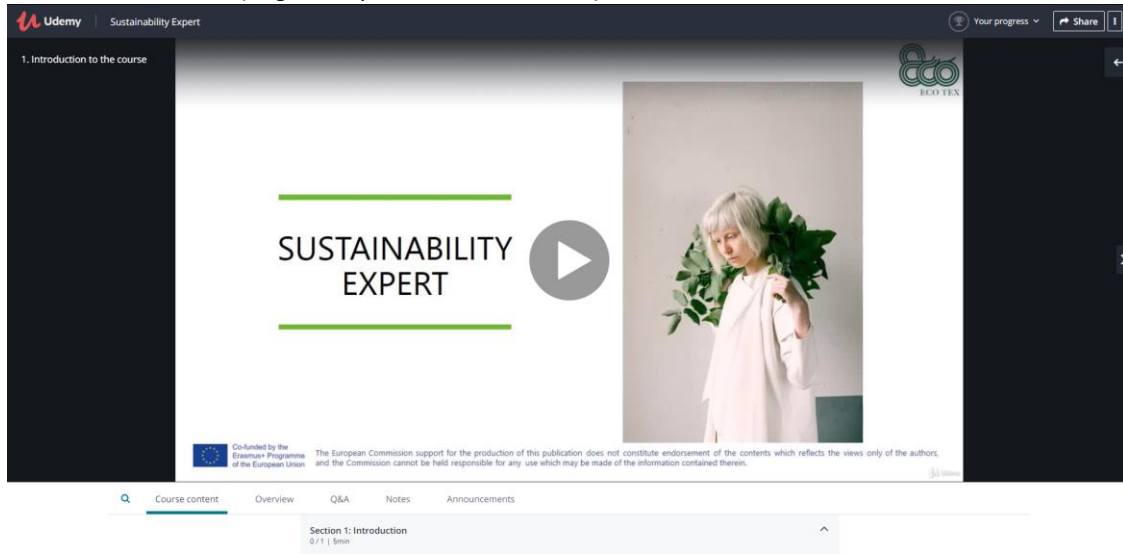 Udemy
Sustainability Expert
Your progress
Share
1. Introduction to the course
ECO TEX
SUSTAINABILITY
EXPERT
Co-funded by the
Erasmus+ Programme
of the European Union
The European Commission support for the production of this publication does not constitute endorsement of the contents which reflects the views only of the authors,
and the Commission cannot be held responsible for any use which may be made of the information contained therein.
Udemy
Course content
Overview
Q&A
Notes
Announcements
Section 1: Introduction
0 / 1 | 5min